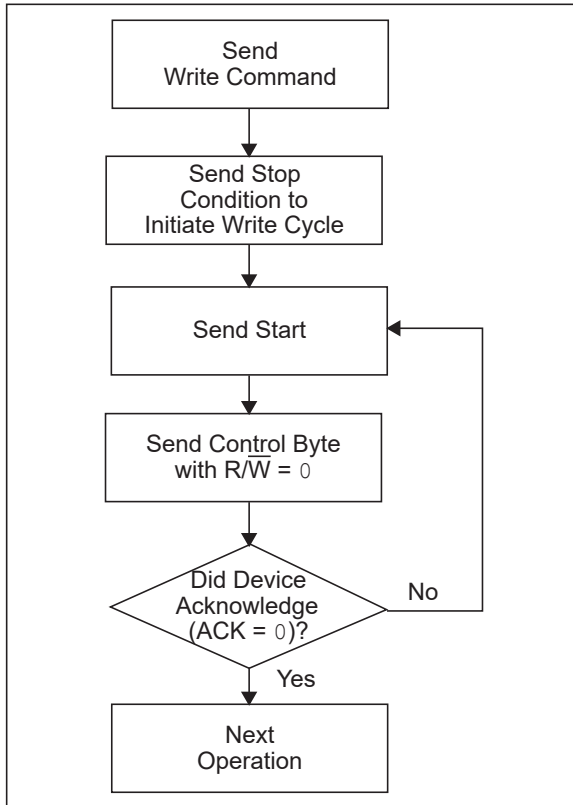 Send
Write Command
Send Stop
Condition to
Initiate Write Cycle
Send Start
Send Control Byte
with R/W̅ = 0
Did Device
Acknowledge
(ACK = 0)?
No
Yes
Next
Operation